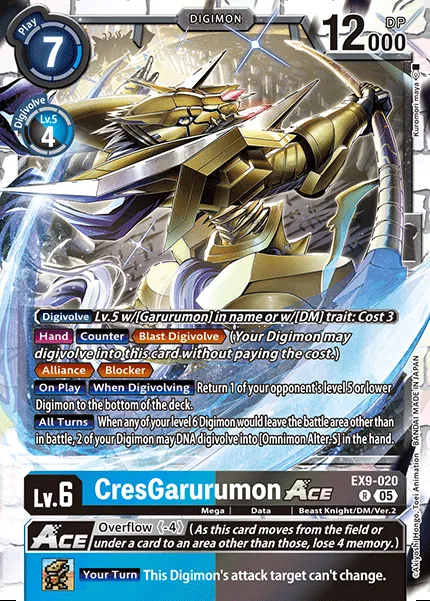 Play
7
DIGIMON
12000 DP
Digivolve
Lv.5
4
Kuromori maya
Digivolve Lv.5 w/[Garurumon] in name or w/[DM] trait: Cost 3
Hand Counter Blast Digivolve (Your Digimon may
digivolve into this card without paying the cost.)
Alliance Blocker
On Play When Digivolving Return 1 of your opponent's level 5 or lower
Digimon to the bottom of the deck.
All Turns When any of your level 6 Digimon would leave the battle area other than
in battle, 2 of your Digimon may DNA digivolve into [Omnimon Alter-S] in the hand.
©Akiyoshi Hongo, Toei Animation BANDAI MADE IN JAPAN
Lv.6
CresGarurumon ACE
EX9-020
R 05
Mega | Data | Beast Knight/DM/Ver.2
ACE Overflow《-4》 (As this card moves from the field or
under a card to an area other than those, lose 4 memory.)
Your Turn This Digimon's attack target can't change.